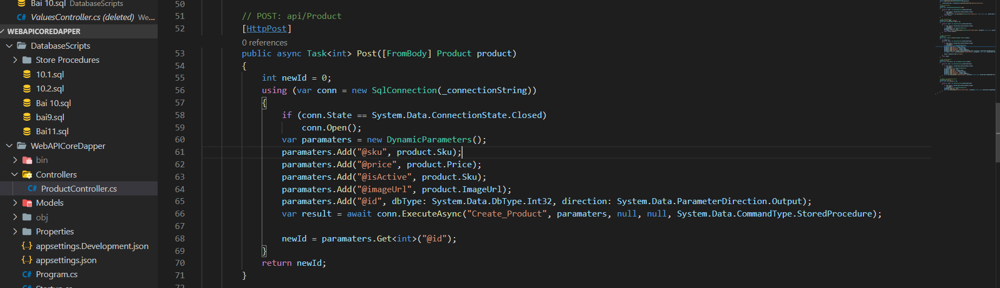 Bai 10.sql DatabaseScripts
C# ValuesController.cs (deleted) We...
WEBAPICOREDAPPER
DatabaseScripts
Store Procedures
10.1.sql
10.2.sql
Bai 10.sql
bai9.sql
Bai11.sql
WebAPICoreDapper
bin
Controllers
C# ProductController.cs
Models
obj
Properties
{..} appsettings.Development.json
{..} appsettings.json
C# Program.cs
50
51 // POST: api/Product
52 [HttpPost]
0 references
53 public async Task<int> Post([FromBody] Product product)
54 {
55 int newId = 0;
56 using (var conn = new SqlConnection(_connectionString))
57 {
58 if (conn.State == System.Data.ConnectionState.Closed)
59 conn.Open();
60 var paramaters = new DynamicParameters();
61 paramaters.Add("@sku", product.Sku);
62 paramaters.Add("@price", product.Price);
63 paramaters.Add("@isActive", product.Sku);
64 paramaters.Add("@imageUrl", product.ImageUrl);
65 paramaters.Add("@id", dbType: System.Data.DbType.Int32, direction: System.Data.ParameterDirection.Output);
66 var result = await conn.ExecuteAsync("Create_Product", paramaters, null, null, System.Data.CommandType.StoredProcedure);
67
68 newId = paramaters.Get<int>("@id");
69 }
70 return newId;
71 }
72